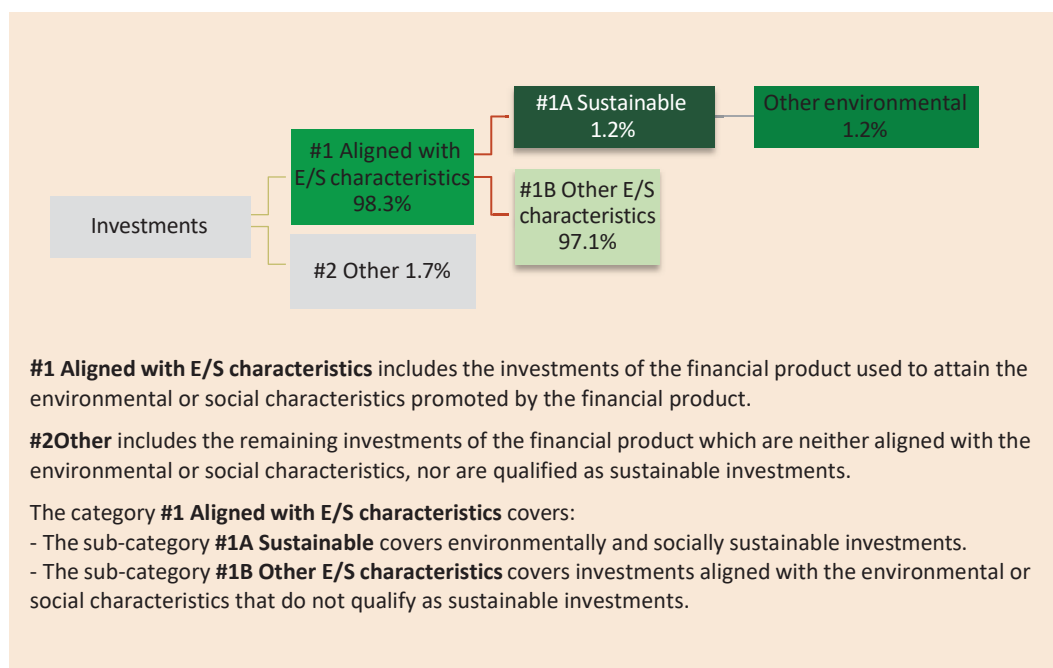 #1A Sustainable
1.2%
Other environmental
1.2%
#1 Aligned with
E/S characteristics
98.3%
#1B Other E/S
characteristics
97.1%
Investments
#2 Other 1.7%
#1 Aligned with E/S characteristics includes the investments of the financial product used to attain the
environmental or social characteristics promoted by the financial product.
#2Other includes the remaining investments of the financial product which are neither aligned with the
environmental or social characteristics, nor are qualified as sustainable investments.
The category #1 Aligned with E/S characteristics covers:
- The sub-category #1A Sustainable covers environmentally and socially sustainable investments.
- The sub-category #1B Other E/S characteristics covers investments aligned with the environmental or
social characteristics that do not qualify as sustainable investments.